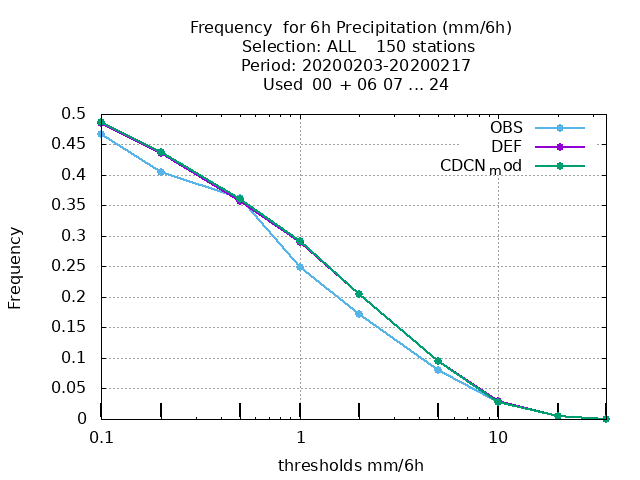 Frequency  for 6h Precipitation (mm/6h)
Selection: ALL    150 stations
Period: 20200203-20200217
Used  00 + 06 07 ... 24
OBS
DEF
CDCNmod
0.5
0.45
0.4
0.35
0.3
0.25
0.2
0.15
0.1
0.05
0
Frequency
0.1 1 10
thresholds mm/6h